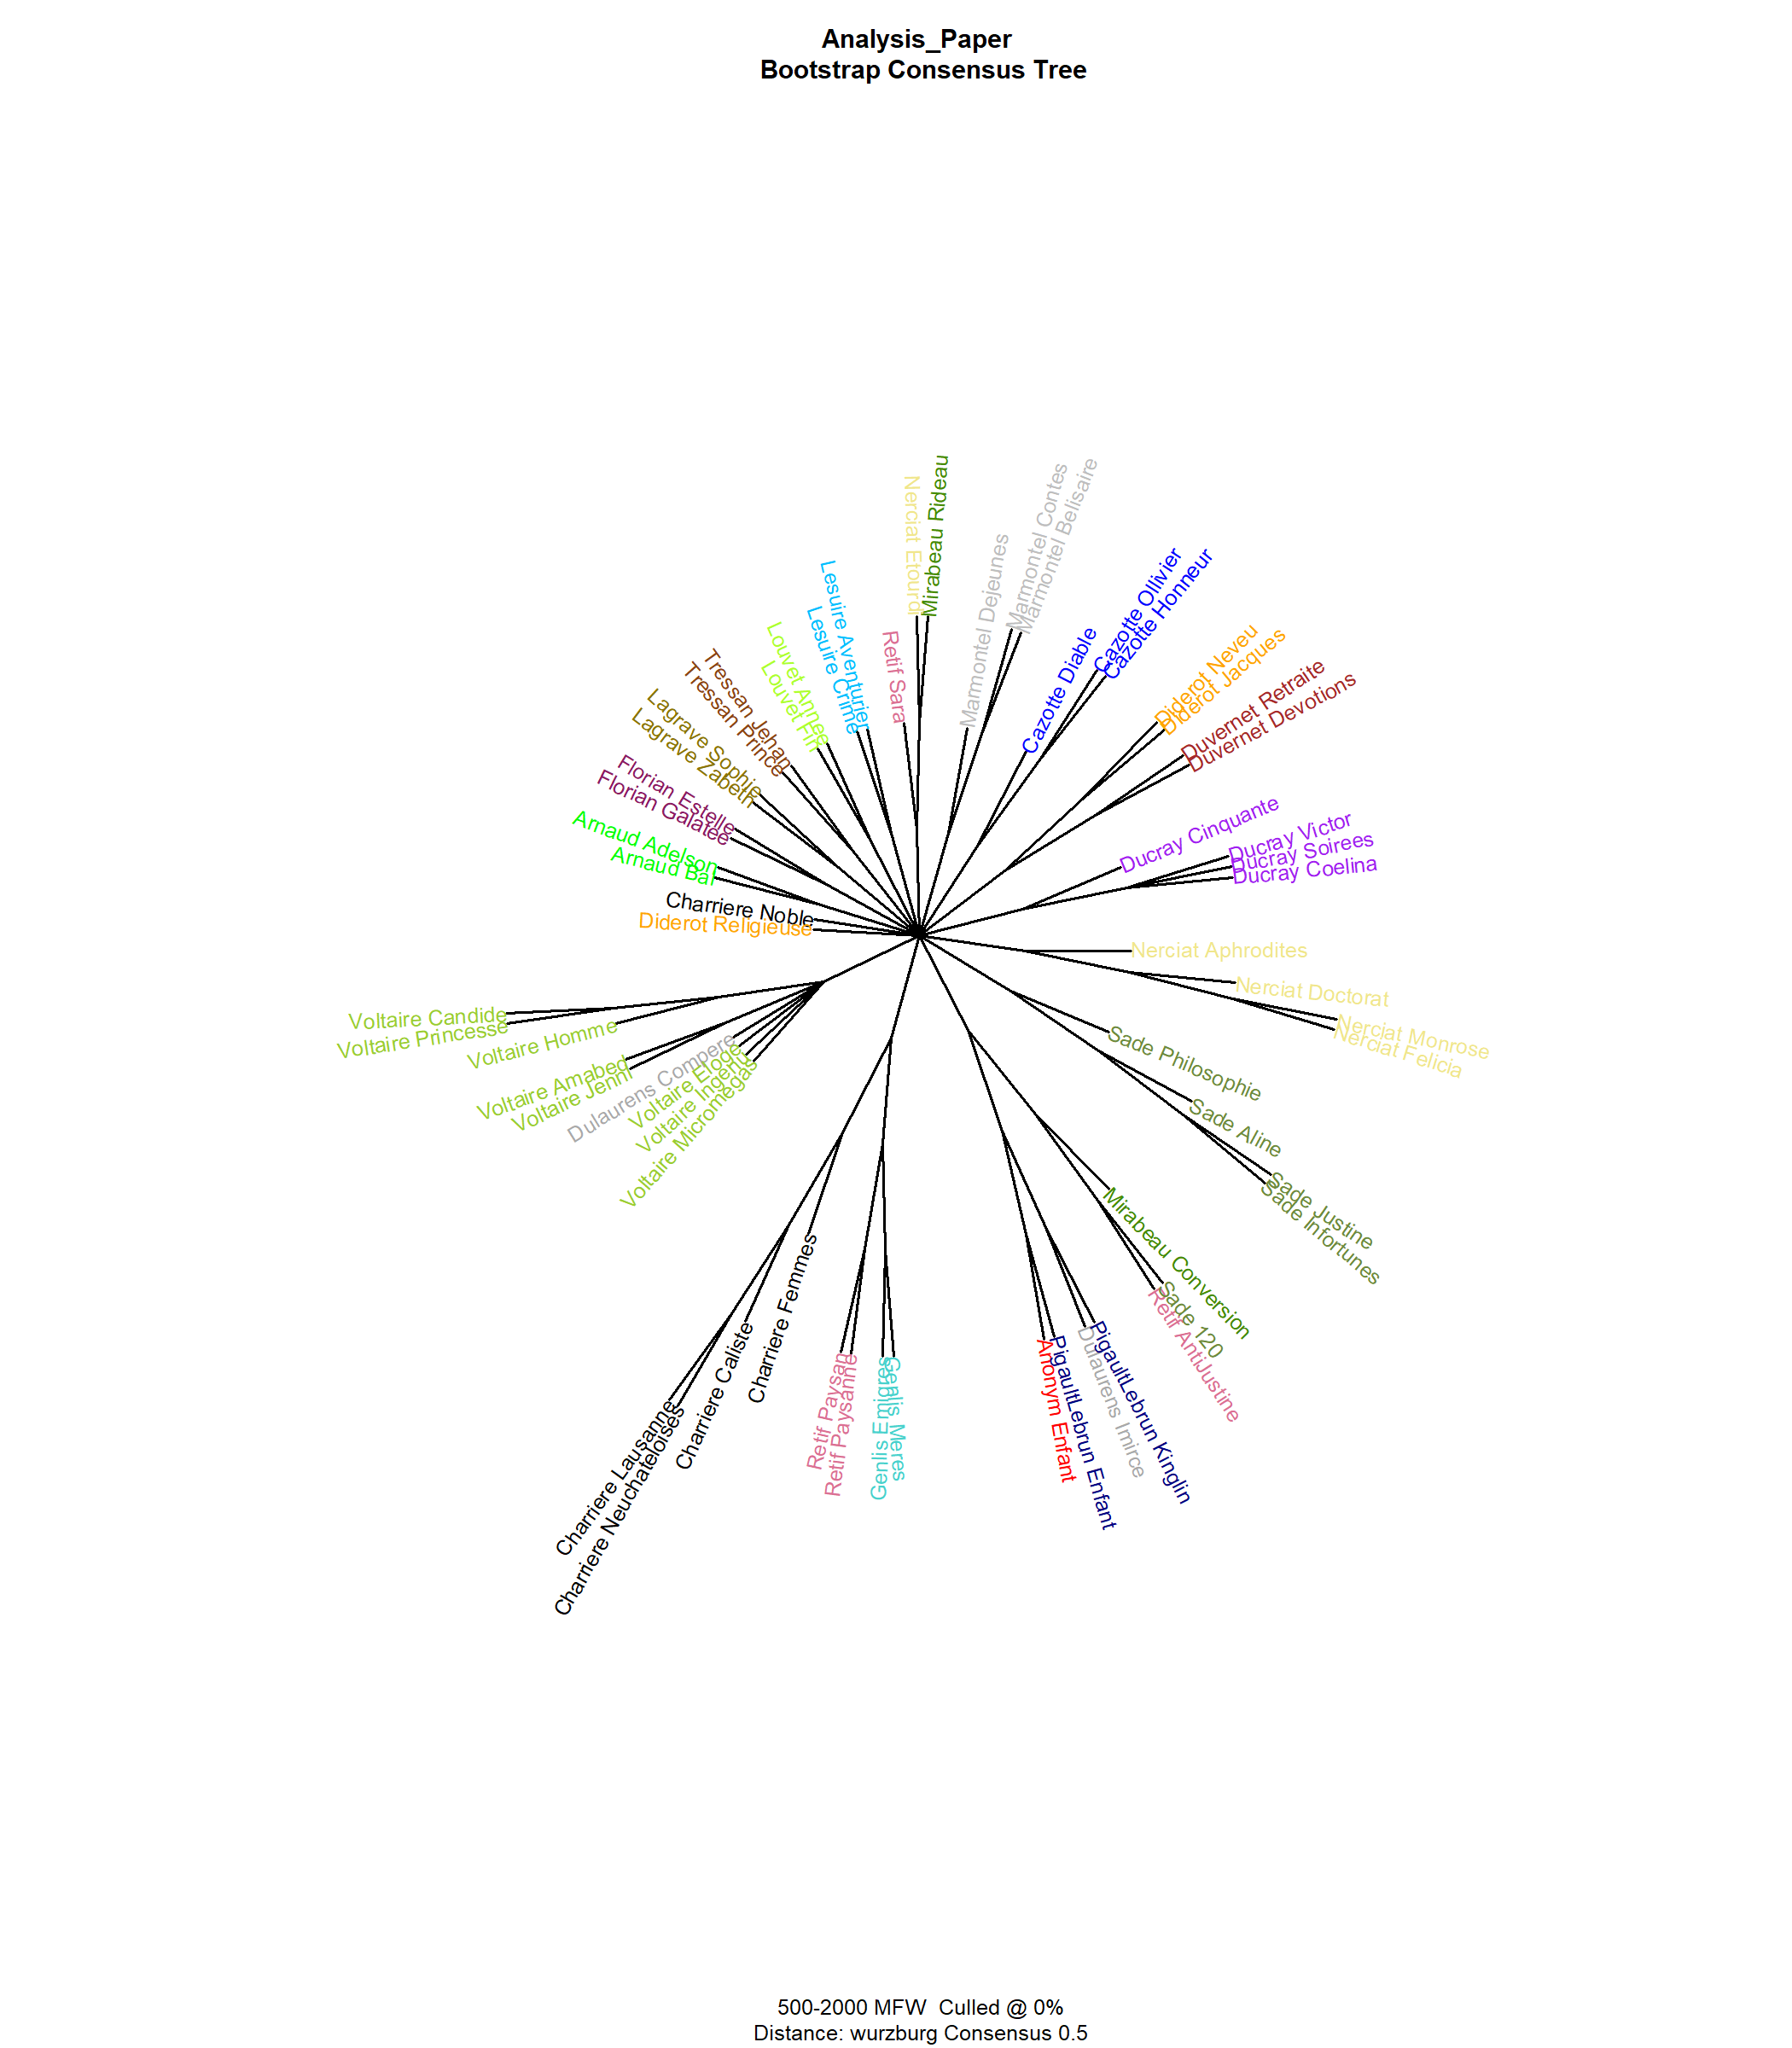 Analysis_Paper
Bootstrap Consensus Tree
Nerciat Etourdi
Mirabeau Rideau
Retif Sara
Marmontel Dejeunes
Marmontel Contes
Marmontel Belisaire
Cazotte Diable
Cazotte Ollivier
Cazotte Honneur
Diderot Neveu
Diderot Jacques
Duvernet Retraite
Duvernet Devotions
Ducray Cinquante
Ducray Victor
Ducray Soirees
Ducray Coelina
Nerciat Aphrodites
Nerciat Doctorat
Nerciat Monrose
Nerciat Felicia
Sade Philosophie
Sade Aline
Sade Justine
Sade Infortunes
Mirabeau Conversion
Sade 120
Retif AntiJustine
PigaultLebrun Kinglin
Dulaurens Imirce
PigaultLebrun Enfant
Anonym Enfant
Genlis Meres
Genlis Emigres
Retif Paysanne
Retif Paysan
Charriere Femmes
Charriere Caliste
Charriere Neuchateloises
Charriere Lausanne
Voltaire Micromegas
Voltaire Ingenu
Voltaire Eloge
Dulaurens Compere
Voltaire Jenni
Voltaire Amabed
Voltaire Homme
Voltaire Princesse
Voltaire Candide
Diderot Religieuse
Charriere Noble
Arnaud Bal
Arnaud Adelson
Florian Galatee
Florian Estelle
Lagrave Zabeth
Lagrave Sophie
Tressan Prince
Tressan Jehan
Louvet Fin
Louvet Annee
Lesuire Crime
Lesuire Aventurier
500-2000 MFW  Culled @ 0%
Distance: wurzburg Consensus 0.5